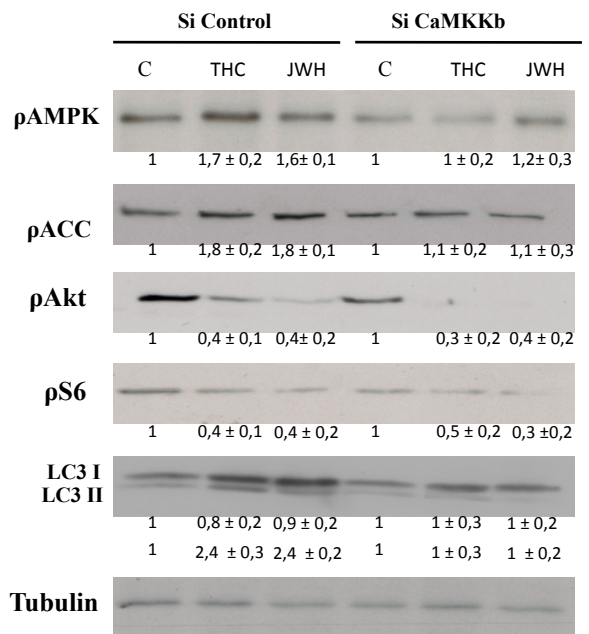 Si Control Si CaMKKb
C THC JWH C THC JWH
ρAMPK
1 1,7 ± 0,2 1,6± 0,1 1 1 ± 0,2 1,2± 0,3
ρACC
1 1,8 ± 0,2 1,8 ± 0,1 1 1,1 ± 0,2 1,1 ± 0,3
ρAkt
1 0,4 ± 0,1 0,4± 0,2 1 0,3 ± 0,2 0,4 ± 0,2
ρS6
1 0,4 ± 0,1 0,4 ± 0,2 1 0,5 ± 0,2 0,3 ±0,2
LC3 I
LC3 II
1 0,8 ± 0,2 0,9 ± 0,2 1 1 ± 0,3 1 ± 0,2
1 2,4 ± 0,3 2,4 ± 0,2 1 1 ± 0,3 1 ± 0,2
Tubulin